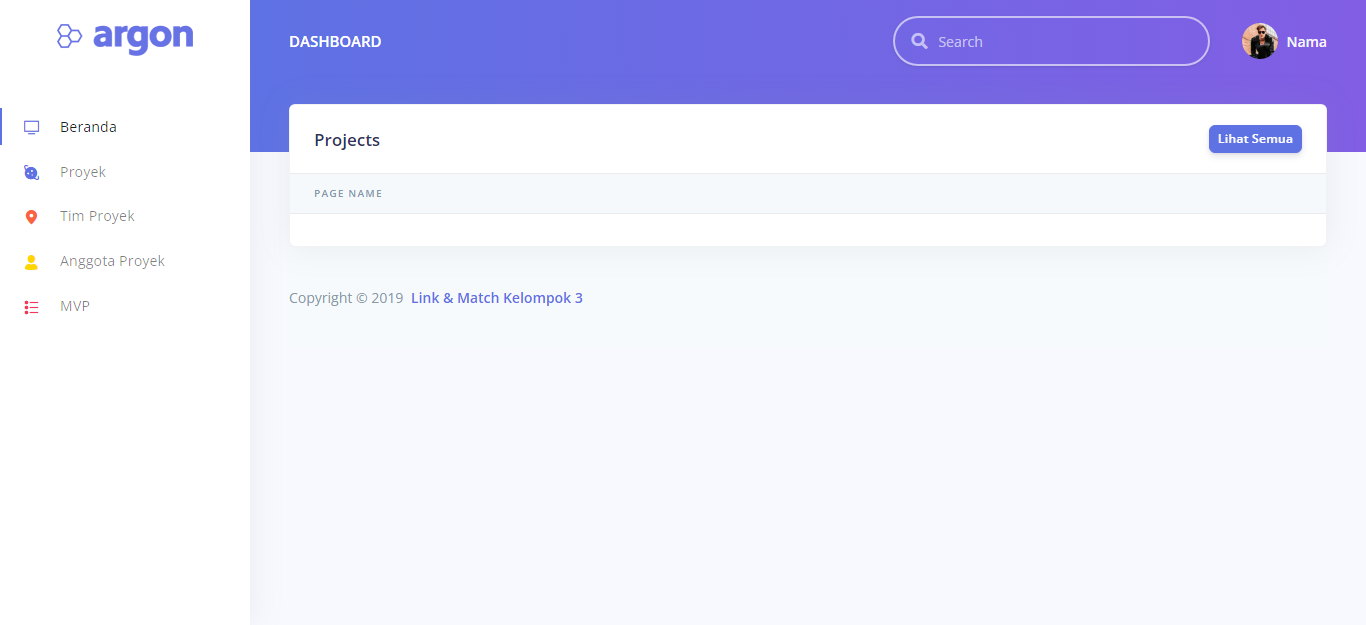 argon
Beranda
Proyek
Tim Proyek
Anggota Proyek
MVP
DASHBOARD
Search
Nama
Projects
Lihat Semua
PAGE NAME
Copyright © 2019 Link & Match Kelompok 3